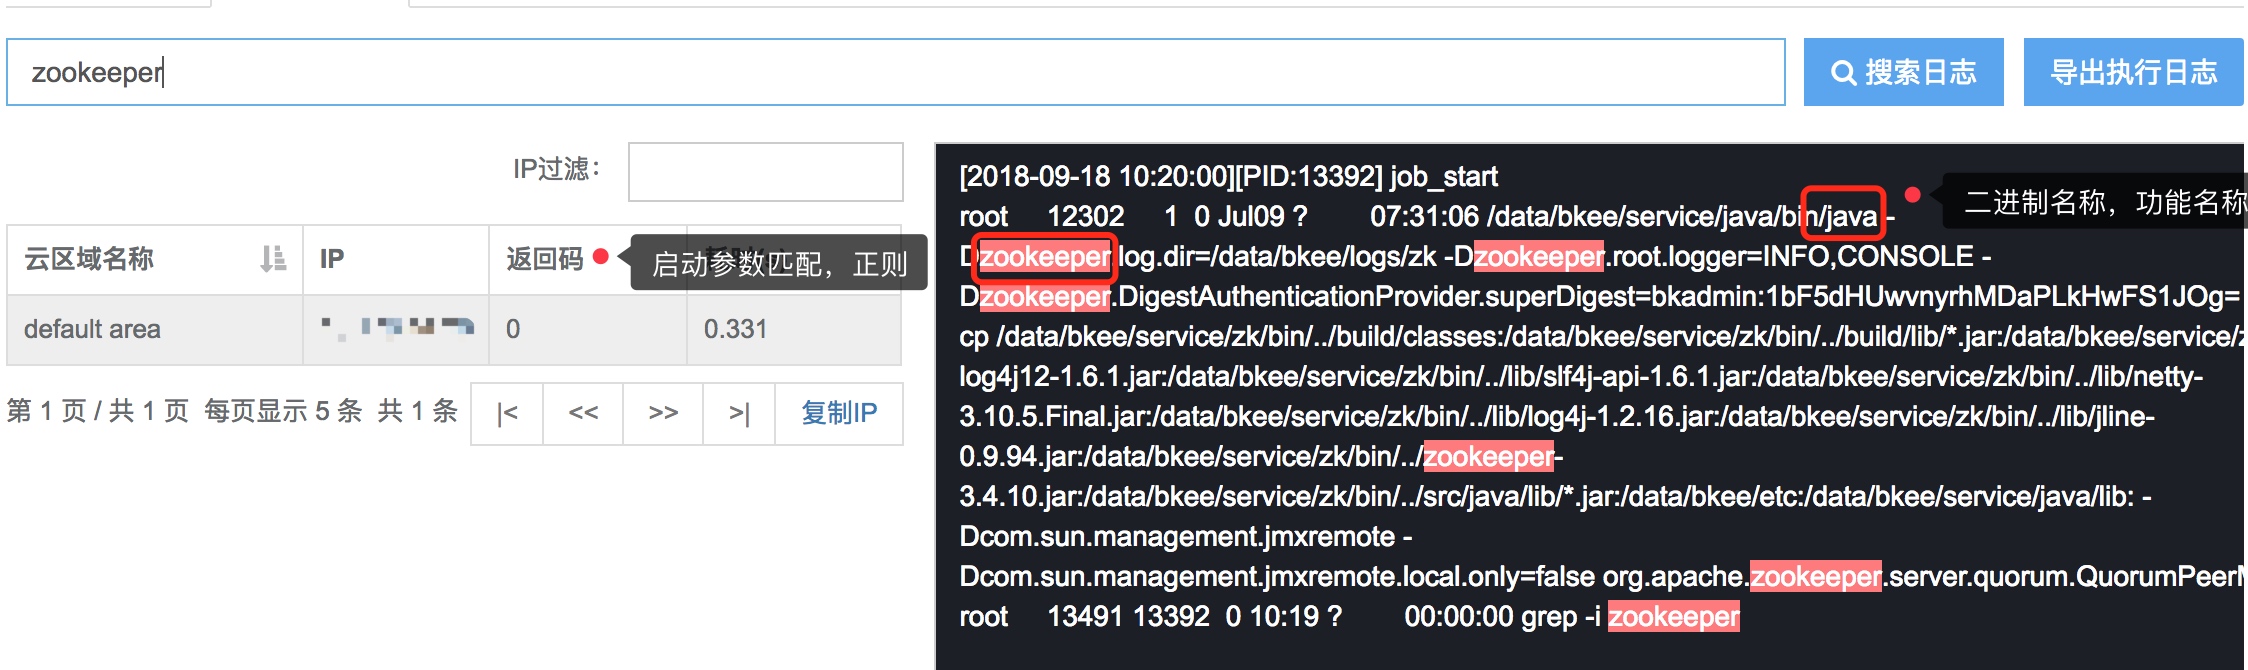 zookeeper
搜索日志
导出执行日志
IP过滤：
云区域名称 IP 返回码
启动参数匹配，正则
default area 0 0.331
第 1 页 / 共 1 页 每页显示 5 条 共 1 条 |< << >> >| 复制IP
[2018-09-18 10:20:00][PID:13392] job_start
root 12302 1 0 Jul09 ? 07:31:06 /data/bkee/service/java/bin/java -
二进制名称，功能名称
Dzookeeper.log.dir=/data/bkee/logs/zk -Dzookeeper.root.logger=INFO,CONSOLE -
Dzookeeper.DigestAuthenticationProvider.superDigest=bkadmin:1bF5dHUwvnyrhMDaPLkHwFS1JOg=
cp /data/bkee/service/zk/bin/../build/classes:/data/bkee/service/zk/bin/../build/lib/*.jar:/data/bkee/service/z
log4j12-1.6.1.jar:/data/bkee/service/zk/bin/../lib/slf4j-api-1.6.1.jar:/data/bkee/service/zk/bin/../lib/netty-
3.10.5.Final.jar:/data/bkee/service/zk/bin/../lib/log4j-1.2.16.jar:/data/bkee/service/zk/bin/../lib/jline-
0.9.94.jar:/data/bkee/service/zk/bin/../zookeeper-
3.4.10.jar:/data/bkee/service/zk/bin/../src/java/lib/*.jar:/data/bkee/etc:/data/bkee/service/java/lib: -
Dcom.sun.management.jmxremote -
Dcom.sun.management.jmxremote.local.only=false org.apache.zookeeper.server.quorum.QuorumPeerM
root 13491 13392 0 10:19 ? 00:00:00 grep -i zookeeper